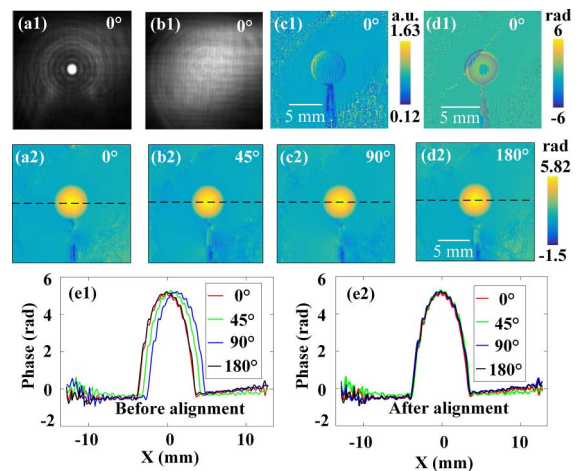 (a1) 0°
(b1) 0°
(c1) 0°
5 mm
a.u.
1.63
0.12
(d1) 0°
5 mm
rad
6
-6
(a2) 0°
(b2) 45°
(c2) 90°
(d2) 180°
5 mm
rad
5.82
-1.5
(e1)
0°
45°
90°
180°
Before alignment
Phase (rad)
6
4
2
0
-2
-10 0 10
X (mm)
(e2)
0°
45°
90°
180°
After alignment
Phase (rad)
6
4
2
0
-2
-10 0 10
X (mm)